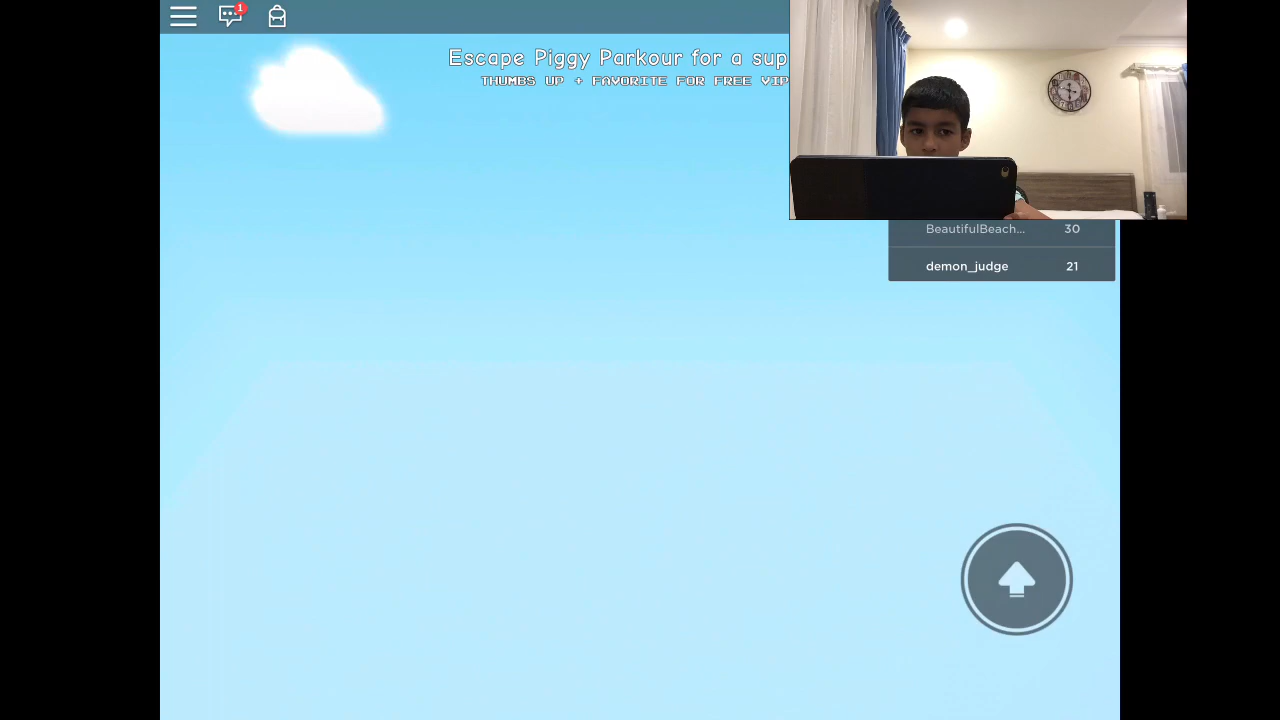 1
Escape Piggy Parkour for a sup
THUMBS UP + FAVORITE FOR FREE VIP
BeautifulBeach... 30
demon_judge 21